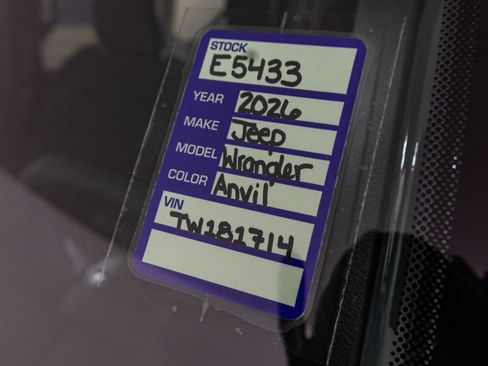 STOCK
E5433
YEAR 2026
MAKE Jeep
MODEL Wrangler
COLOR Anvil
VIN
TW181714